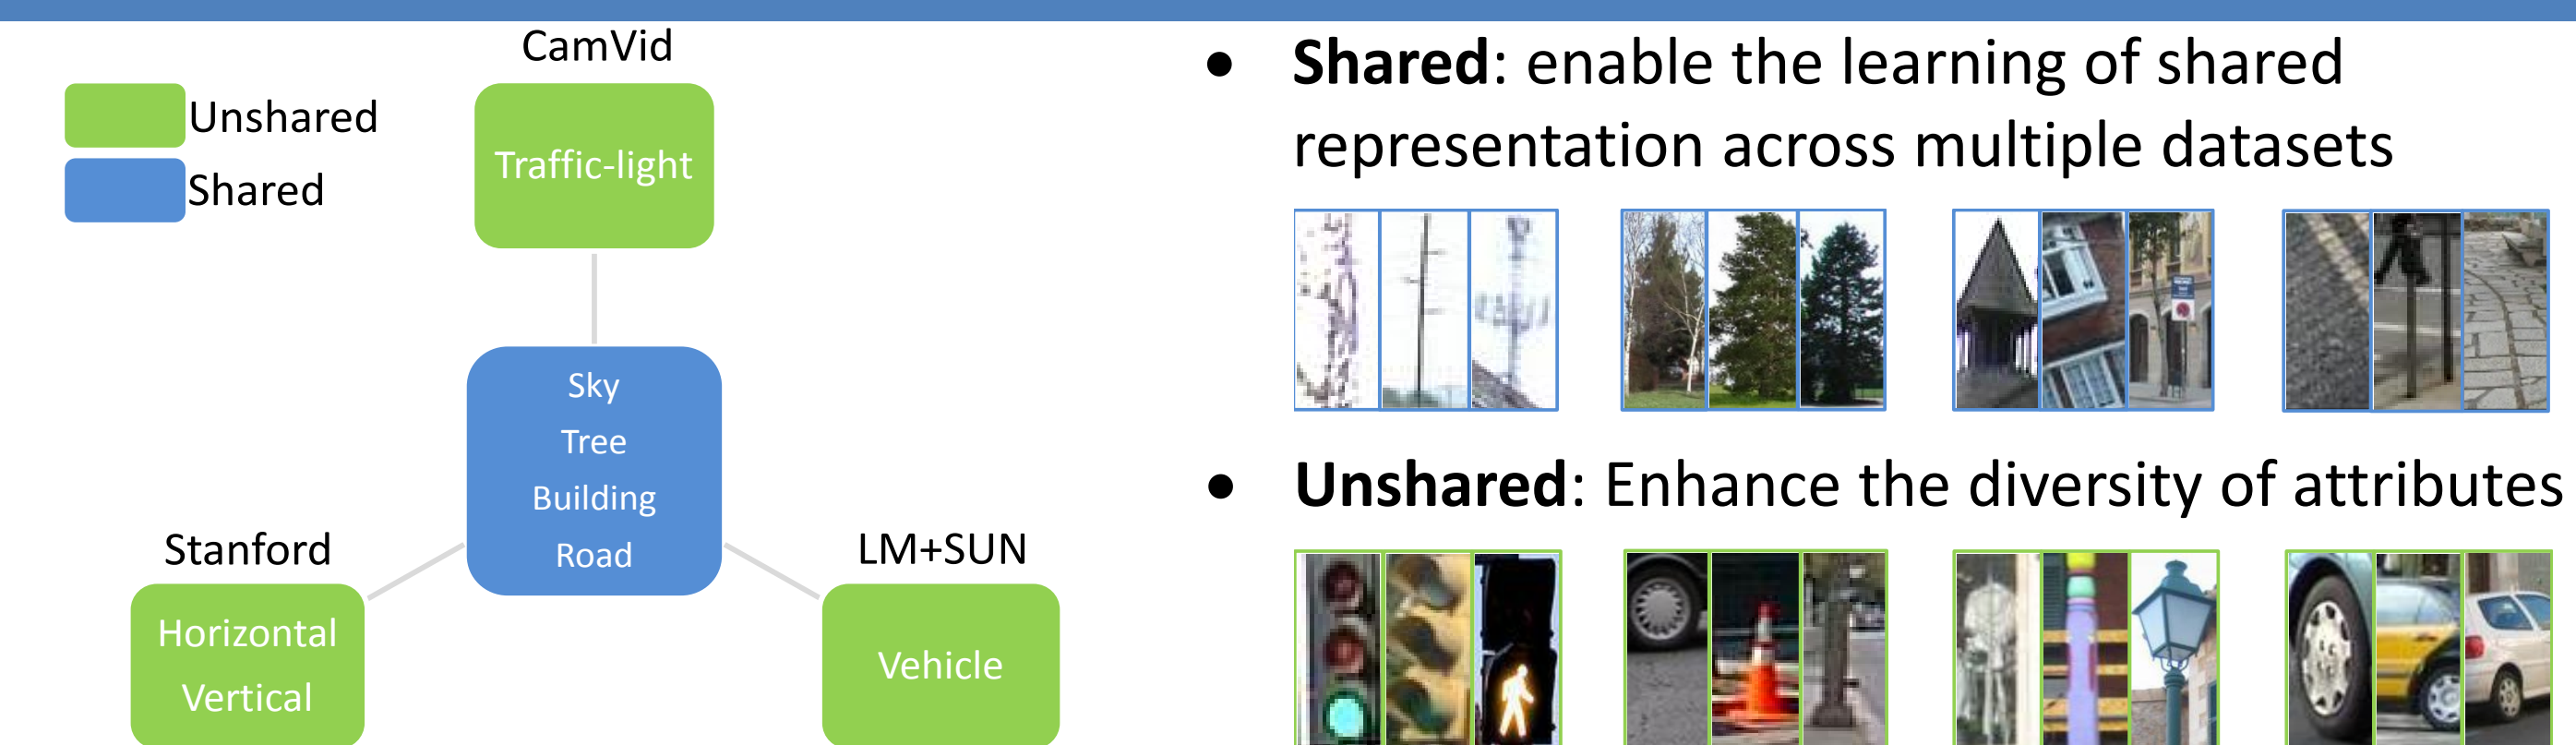 CamVid
Unshared
Shared
Traffic-light
Sky
Tree
Building
Road
Stanford
Horizontal
Vertical
LM+SUN
Vehicle
• Shared: enable the learning of shared
representation across multiple datasets
• Unshared: Enhance the diversity of attributes